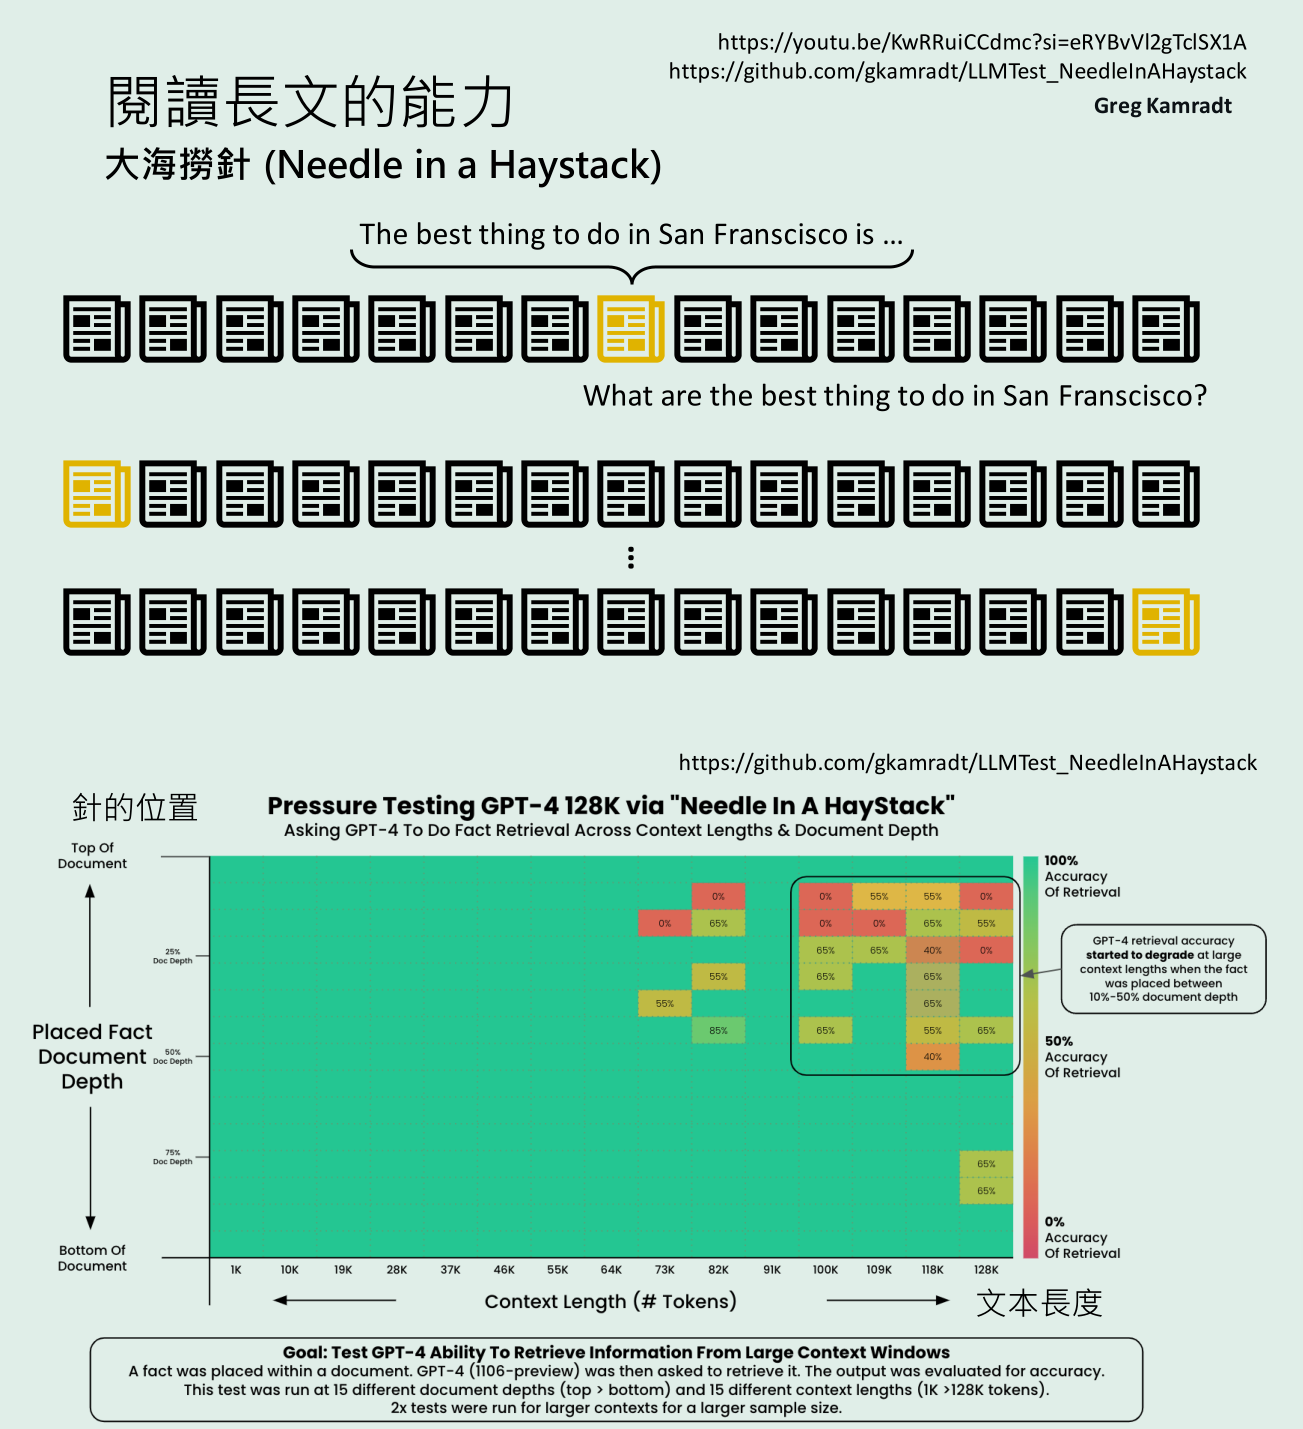 https://youtu.be/KwRRuiCCdmc?si=eRYBvVl2gTclSX1A
https://github.com/gkamradt/LLMTest_NeedleInAHaystack
Greg Kamradt
閱讀長文的能力
大海撈針 (Needle in a Haystack)
The best thing to do in San Franscisco is ...
What are the best thing to do in San Franscisco?
https://github.com/gkamradt/LLMTest_NeedleInAHaystack
針的位置
Pressure Testing GPT-4 128K via "Needle In A HayStack"
Asking GPT-4 To Do Fact Retrieval Across Context Lengths & Document Depth
Top Of
Document
25%
Doc Depth
Placed Fact
Document
Depth
50%
Doc Depth
75%
Doc Depth
Bottom Of
Document
0% 0% 55% 55% 0%
0% 65% 0% 0% 65% 55%
65% 65% 40% 0%
55% 65% 65%
55% 65%
85% 65% 55% 65%
40%
65%
65%
100%
Accuracy
Of Retrieval
GPT-4 retrieval accuracy
started to degrade at large
context lengths when the fact
was placed between
10%-50% document depth
50%
Accuracy
Of Retrieval
0%
Accuracy
Of Retrieval
1K 10K 19K 28K 37K 46K 55K 64K 73K 82K 91K 100K 109K 118K 128K
Context Length (# Tokens)
文本長度
Goal: Test GPT-4 Ability To Retrieve Information From Large Context Windows
A fact was placed within a document. GPT-4 (1106-preview) was then asked to retrieve it. The output was evaluated for accuracy.
This test was run at 15 different document depths (top > bottom) and 15 different context lengths (1K >128K tokens).
2x tests were run for larger contexts for a larger sample size.